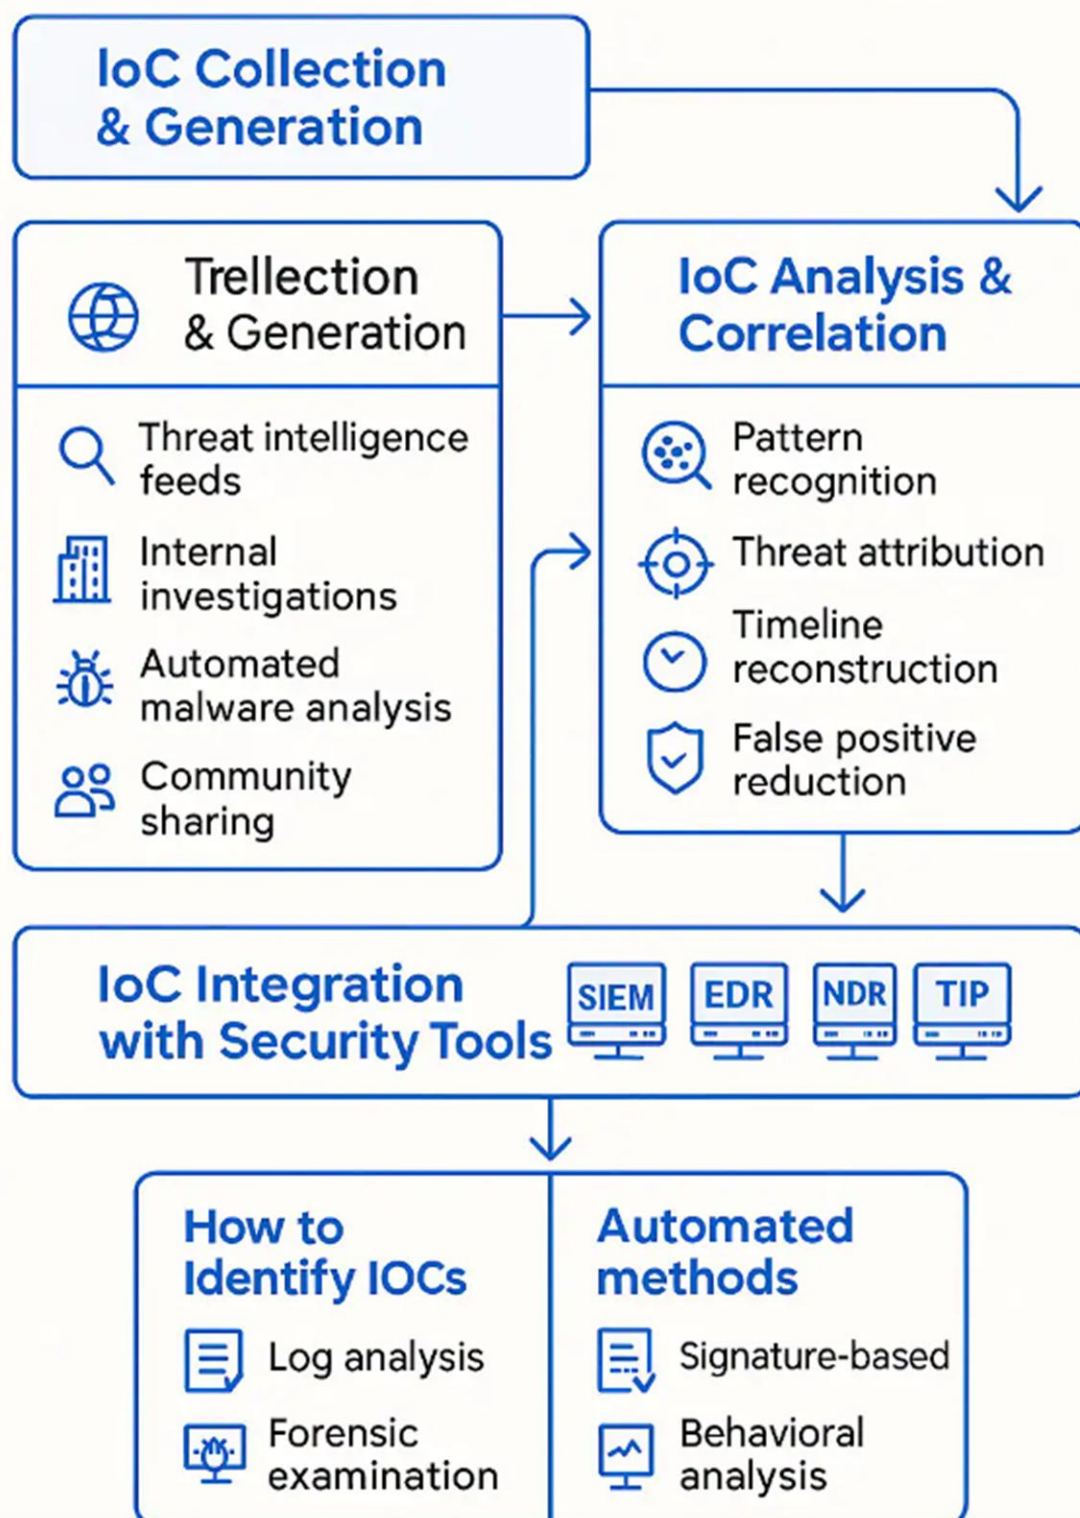 IoC Collection
& Generation
Trellection
& Generation
Threat intelligence
feeds
Internal
investigations
Automated
malware analysis
Community
sharing
IoC Analysis &
Correlation
Pattern
recognition
Threat attribution
Timeline
reconstruction
False positive
reduction
IoC Integration
with Security Tools
SIEM
EDR
NDR
TIP
How to
Identify IOCs
Log analysis
Forensic
examination
Automated
methods
Signature-based
Behavioral
analysis